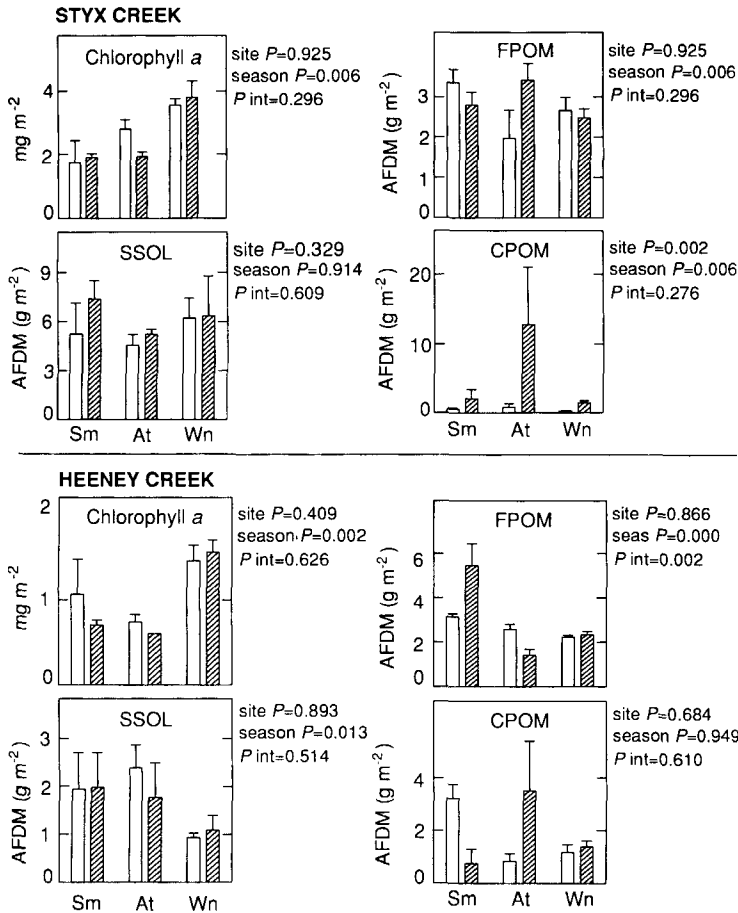 STYX CREEK
Chlorophyll a
site P=0.925
season P=0.006
P int=0.296
mg m-2
4
2
0
FPOM
site P=0.925
season P=0.006
P int=0.296
AFDM (g m-2)
3
2
1
0
SSOL
site P=0.329
season P=0.914
P int=0.609
AFDM (g m-2)
9
6
3
0
Sm At Wn
CPOM
site P=0.002
season P=0.006
P int=0.276
AFDM (g m-2)
20
10
0
Sm At Wn
HEENEY CREEK
Chlorophyll a
site P=0.409
season P=0.002
P int=0.626
mg m-2
2
1
0
FPOM
site P=0.866
seas P=0.000
P int=0.002
AFDM (g m-2)
6
4
2
0
SSOL
site P=0.893
season P=0.013
P int=0.514
AFDM (g m-2)
3
2
1
0
Sm At Wn
CPOM
site P=0.684
season P=0.949
P int=0.610
AFDM (g m-2)
4
2
0
Sm At Wn